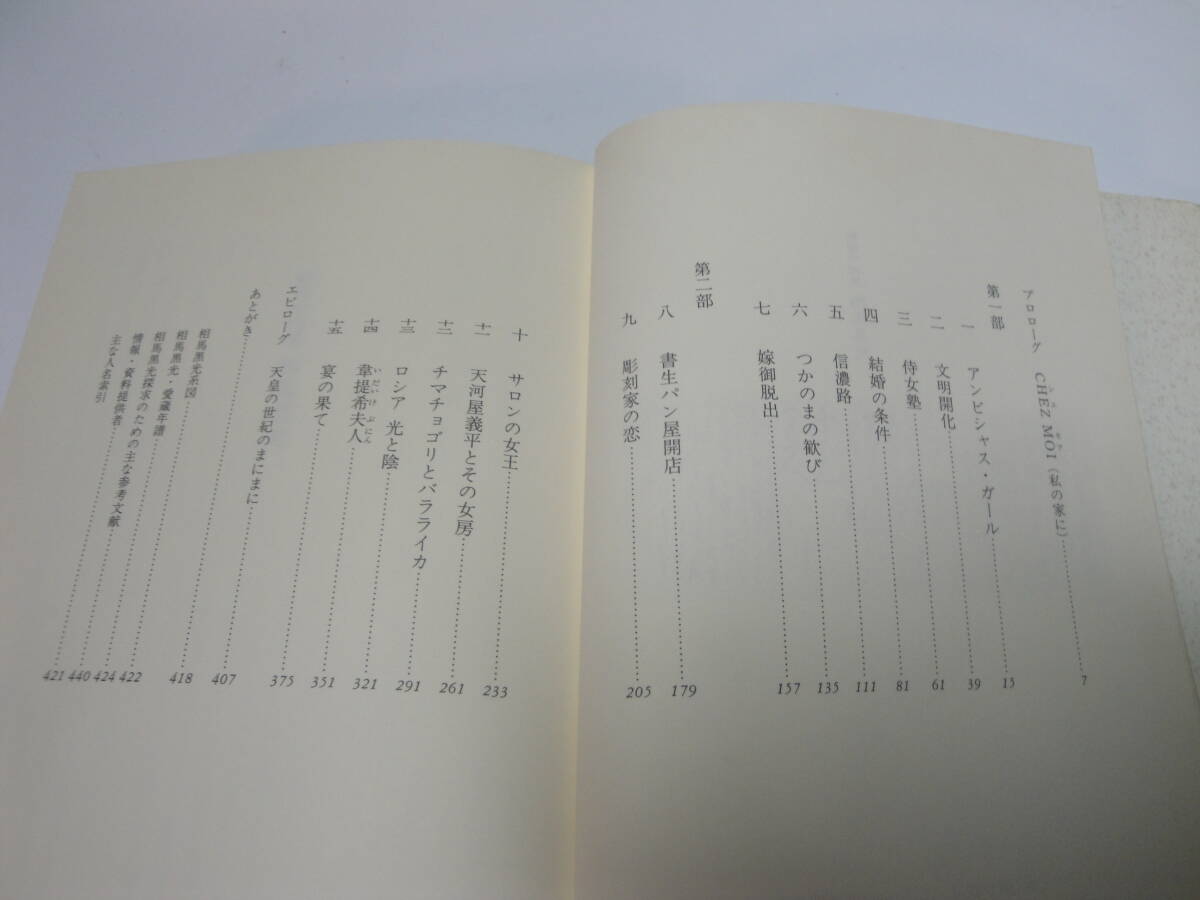 プロローグ　CHEZ MOI（私の家に）……7
シェ　モア
第一部
一　アンビシャス・ガール……15
二　文明開化……39
三　侍女塾……61
四　結婚の条件……81
五　信濃路……111
六　つかのまの歓び……135
七　嫁御脱出……157
第二部
八　書生パン屋開店……179
九　彫刻家の恋……205
十　サロンの女王……233
十一　天河屋義平とその女房……261
十二　チマチョゴリとバラライカ……291
十三　ロシア　光と陰……321
十四　韋提希夫人……351
いだいけぶにん
十五　宴の果て……375
エピローグ　天皇の世紀のまにまに……407
あとがき……418
相馬黒光系図……422
相馬黒光・愛蔵年譜……424
相馬黒光探求のための主な参考文献……440
情報・資料提供者
主な人名索引……421